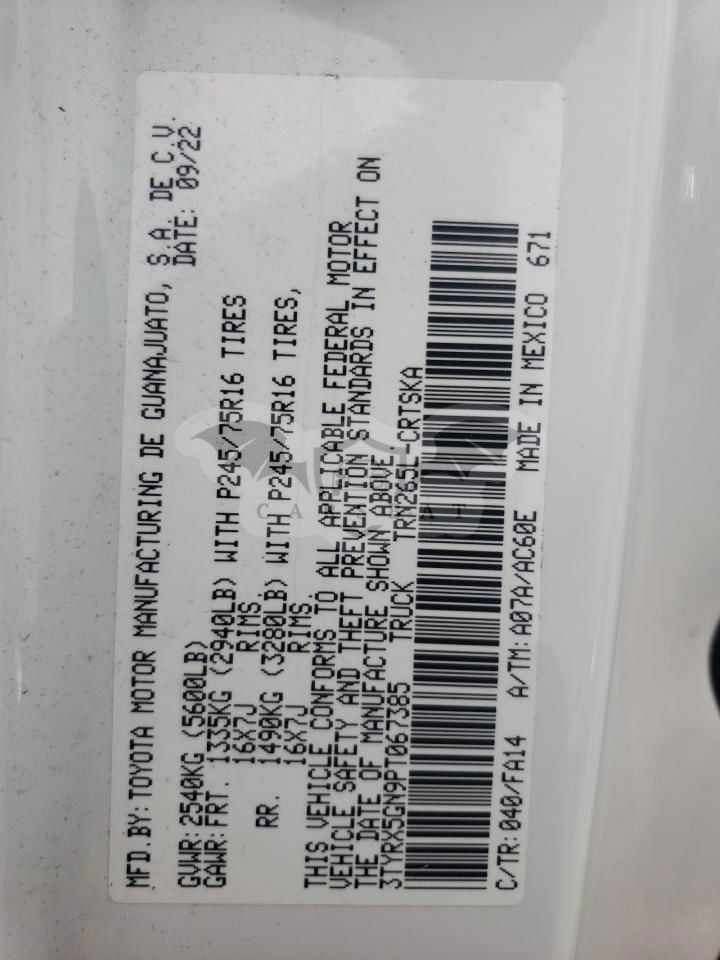 MFD.BY: TOYOTA MOTOR MANUFACTURING DE GUANAJUATO, S.A. DE C.V.
DATE: 09/22
GVWR: 2540KG (5600LB)
GAWR: FRT. 1335KG (2940LB) WITH P245/75R16 TIRES
16X7J RIMS,
RR. 1490KG (3280LB) WITH P245/75R16 TIRES,
16X7J RIMS
THIS VEHICLE CONFORMS TO ALL APPLICABLE FEDERAL MOTOR
VEHICLE SAFETY AND THEFT PREVENTION STANDARDS IN EFFECT ON
THE DATE OF MANUFACTURE SHOWN ABOVE.
3TYRX5GN9PT067385 TRUCK TRN265L-CRTSKA
C/TR: 040/FA14 A/TM: A07A/AC60E MADE IN MEXICO 671